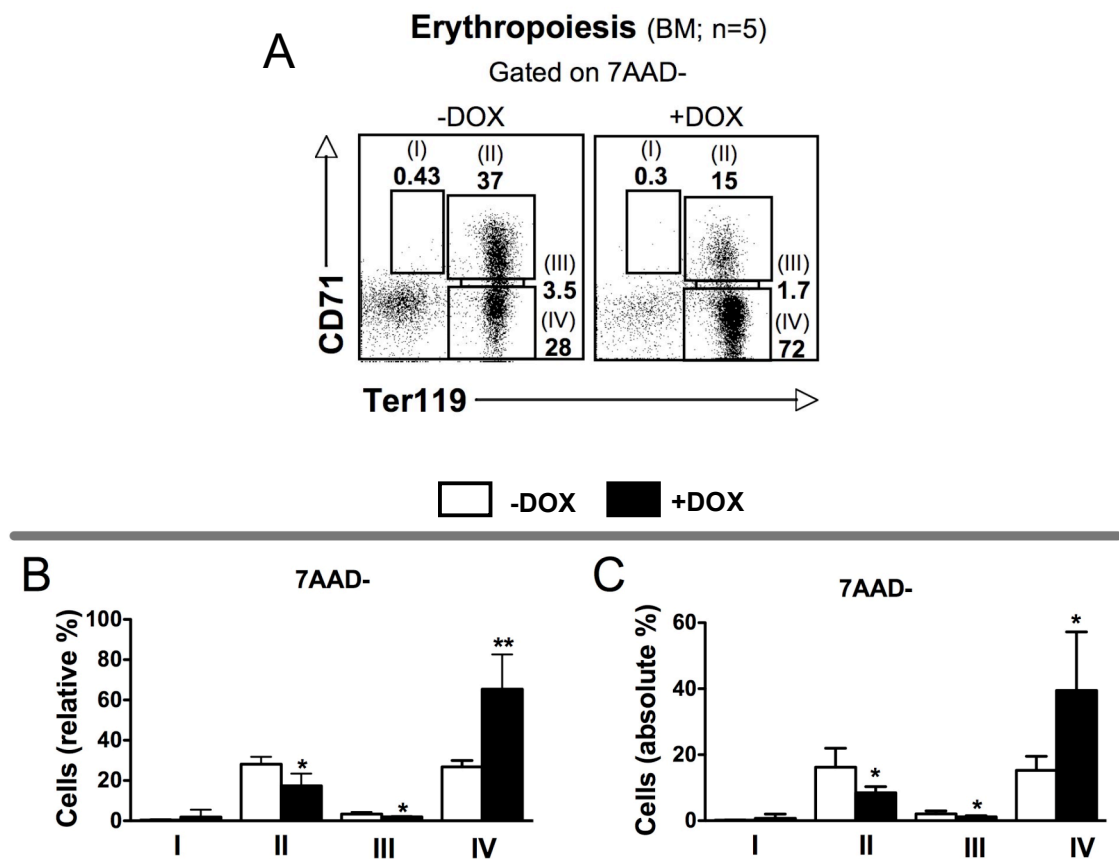 Erythropoiesis (BM; n=5)
A
Gated on 7AAD-
-DOX
+DOX
(I)
0.43
(II)
37
(III)
3.5
(IV)
28
(I)
0.3
(II)
15
(III)
1.7
(IV)
72
CD71
Ter119
-DOX
+DOX
B
7AAD-
Cells (relative %)
100
80
60
40
20
0
*
*
**
I
II
III
IV
C
7AAD-
Cells (absolute %)
60
40
20
0
*
*
*
I
II
III
IV